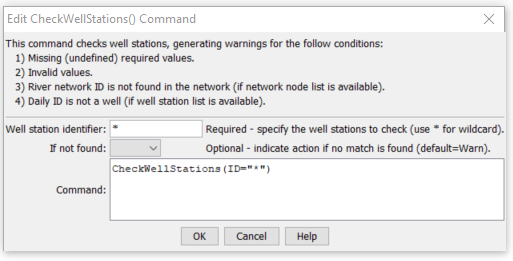 Edit CheckWellStations() Command
This command checks well stations, generating warnings for the follow conditions:
1) Missing (undefined) required values.
2) Invalid values.
3) River network ID is not found in the network (if network node list is available).
4) Daily ID is not a well (if well station list is available).
Well station identifier: * Required - specify the well stations to check (use * for wildcard).
If not found: Optional - indicate action if no match is found (default=Warn).
Command: CheckWellStations(ID="*")
OK Cancel Help